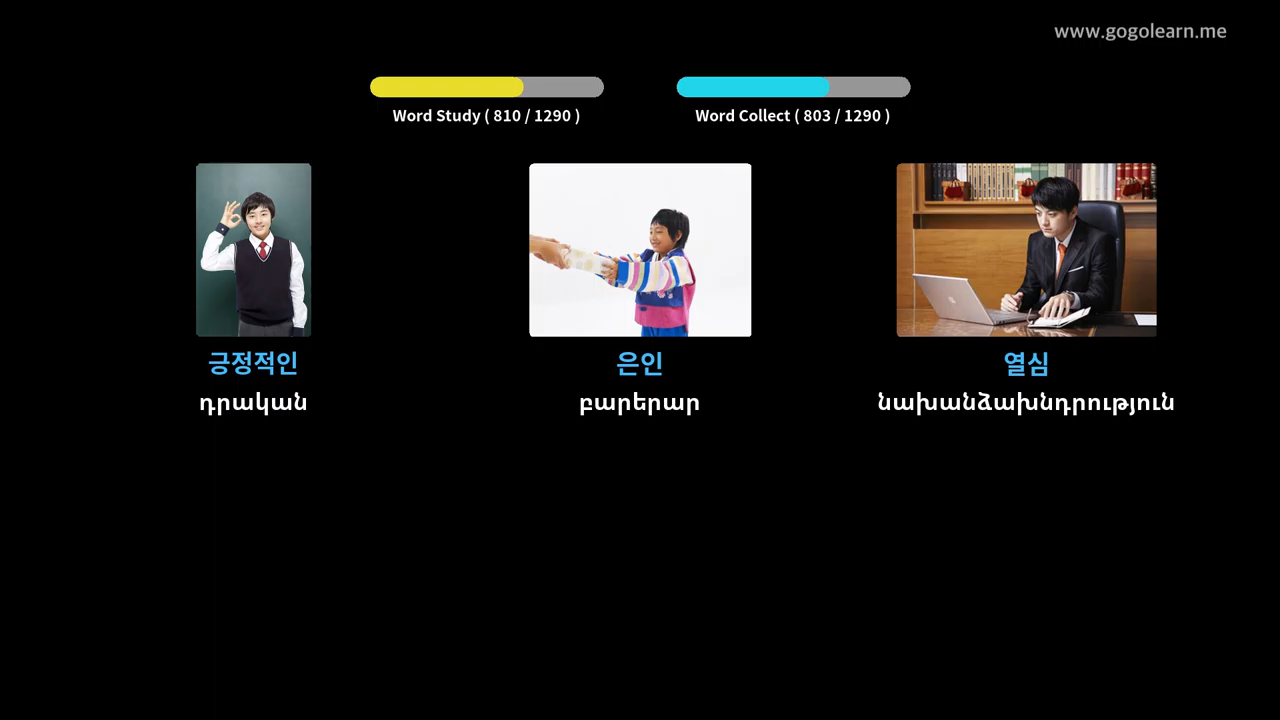 www.gogolearn.me
Word Study ( 810 / 1290 )
Word Collect ( 803 / 1290 )
긍정적인
դրական
은인
բարերար
열심
նախանձախնդրություն